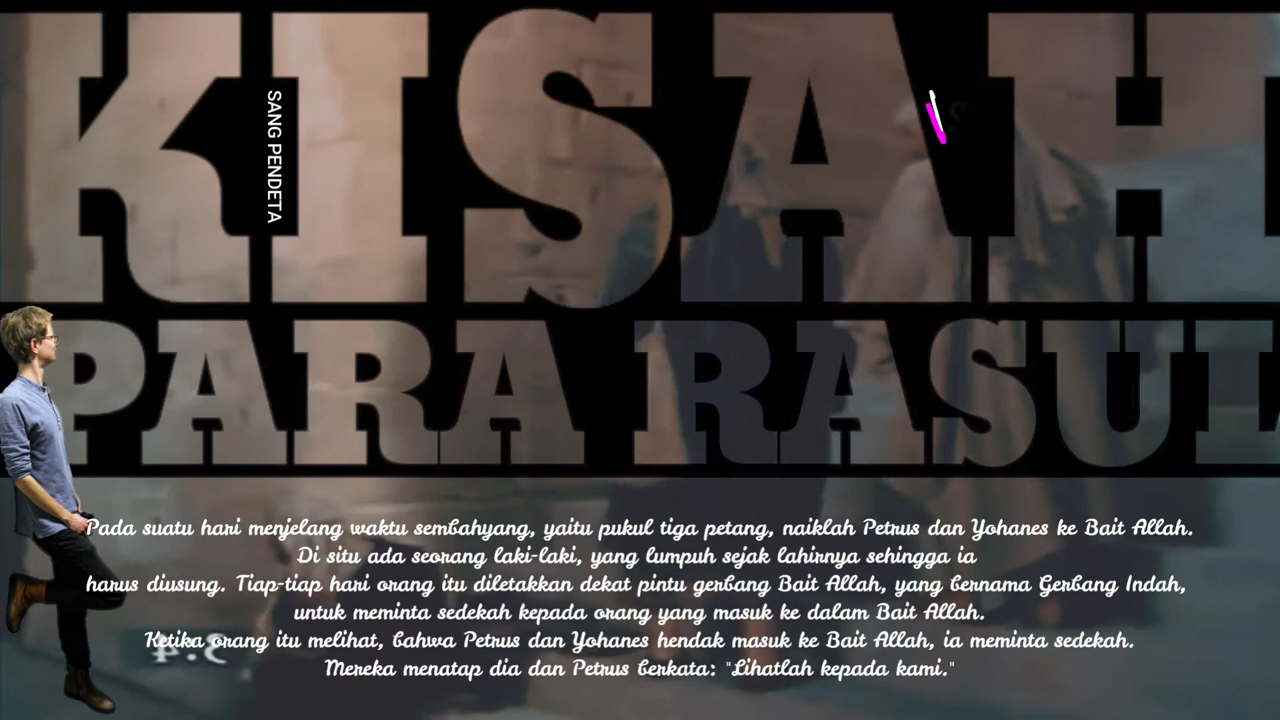 KISAH
SANG PENDETA
PARA RASUL
Pada suatu hari menjelang waktu sembahyang, yaitu pukul tiga petang, naiklah Petrus dan Yohanes ke Bait Allah.
Di situ ada seorang laki-laki, yang lumpuh sejak lahirnya sehingga ia
harus diusung. Tiap-tiap hari orang itu diletakkan dekat pintu gerbang Bait Allah, yang bernama Gerbang Indah,
untuk meminta sedekah kepada orang yang masuk ke dalam Bait Allah.
Ketika orang itu melihat, bahwa Petrus dan Yohanes hendak masuk ke Bait Allah, ia meminta sedekah.
Mereka menatap dia dan Petrus berkata: "Lihatlah kepada kami."